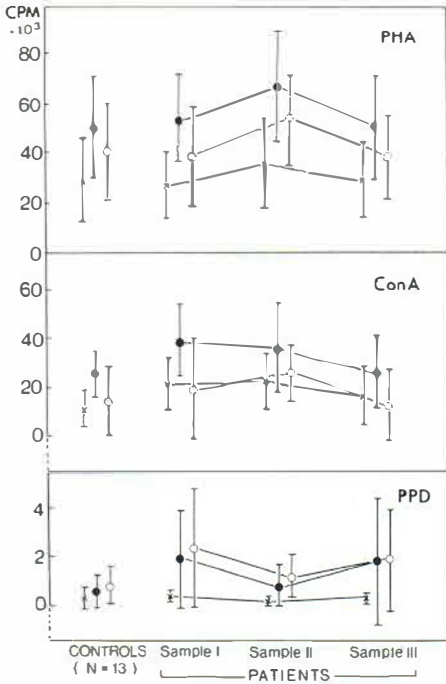 CPM
·10³
PHA
80
60
40
20
0
ConA
60
40
20
0
PPD
4
2
0
CONTROLS Sample I Sample II Sample III
( N = 13 ) PATIENTS